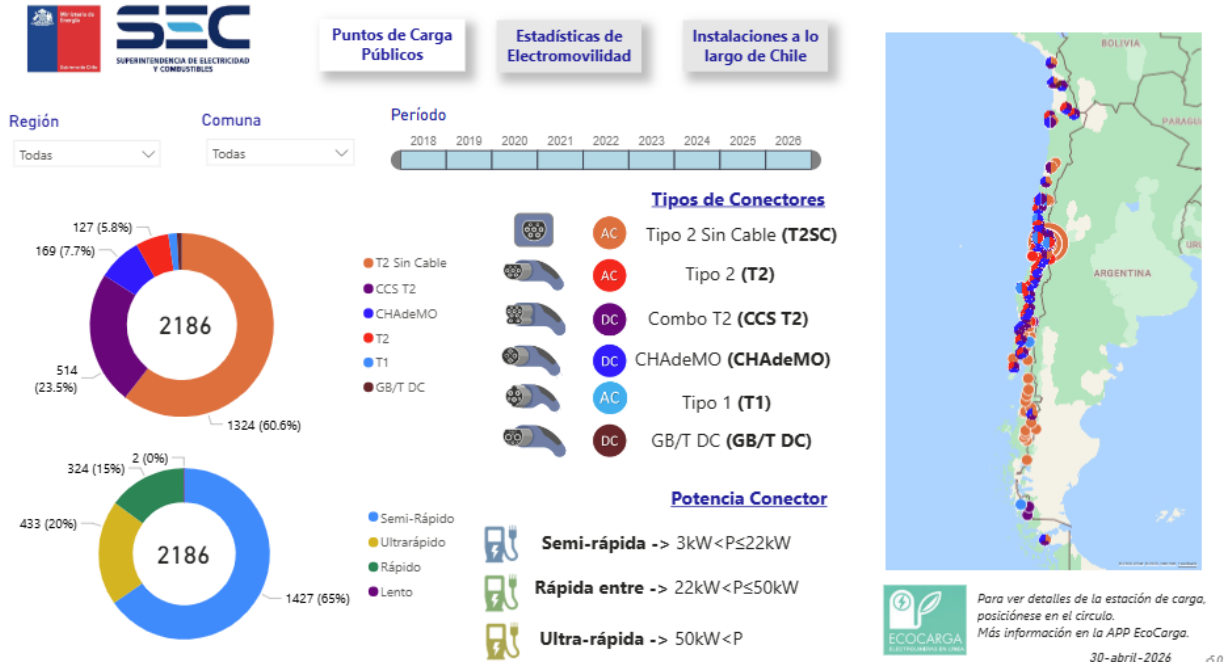 Ministerio de
Energía
Gobierno de Chile
SEC
SUPERINTENDENCIA DE ELECTRICIDAD
Y COMBUSTIBLES
Puntos de Carga
Públicos
Estadísticas de
Electromovilidad
Instalaciones a lo
largo de Chile
Región
Todas
Comuna
Todas
Período
2018 2019 2020 2021 2022 2023 2024 2025 2026
127 (5.8%)
169 (7.7%)
514
(23.5%)
1324 (60.6%)
2186
T2 Sin Cable
CCS T2
CHAdeMO
T2
T1
GB/T DC
Tipos de Conectores
AC Tipo 2 Sin Cable (T2SC)
AC Tipo 2 (T2)
DC Combo T2 (CCS T2)
DC CHAdeMO (CHAdeMO)
AC Tipo 1 (T1)
DC GB/T DC (GB/T DC)
2 (0%)
324 (15%)
433 (20%)
1427 (65%)
2186
Semi-Rápido
Ultrarápido
Rápido
Lento
Potencia Conector
Semi-rápida -> 3kW<P≤22kW
Rápida entre -> 22kW<P≤50kW
Ultra-rápida -> 50kW<P
BOLIVIA
PARAGU
ARGENTINA
URU
ECOCARGA
ELECTROLINERAS EN LINEA
Para ver detalles de la estación de carga,
posiciónese en el circulo.
Más información en la APP EcoCarga.
30-abril-2026